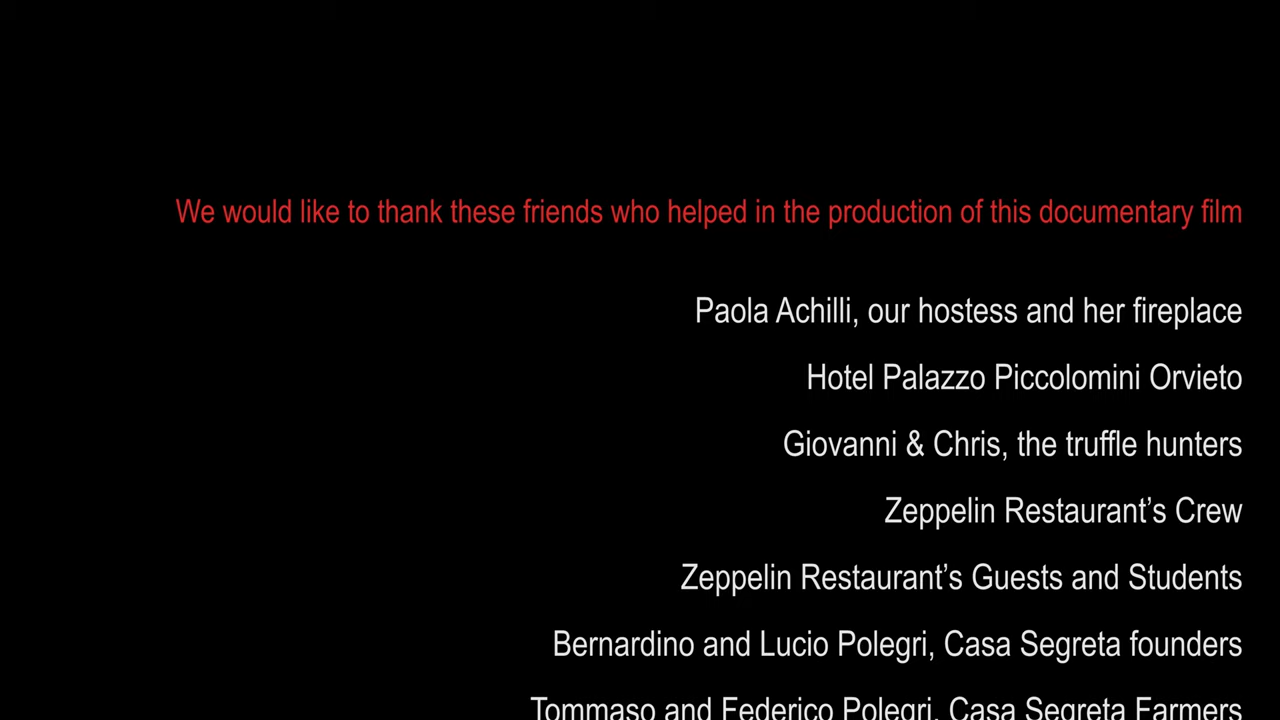 We would like to thank these friends who helped in the production of this documentary film
Paola Achilli, our hostess and her fireplace
Hotel Palazzo Piccolomini Orvieto
Giovanni & Chris, the truffle hunters
Zeppelin Restaurant’s Crew
Zeppelin Restaurant’s Guests and Students
Bernardino and Lucio Polegri, Casa Segreta founders
Tommaso and Federico Polegri, Casa Segreta Farmers